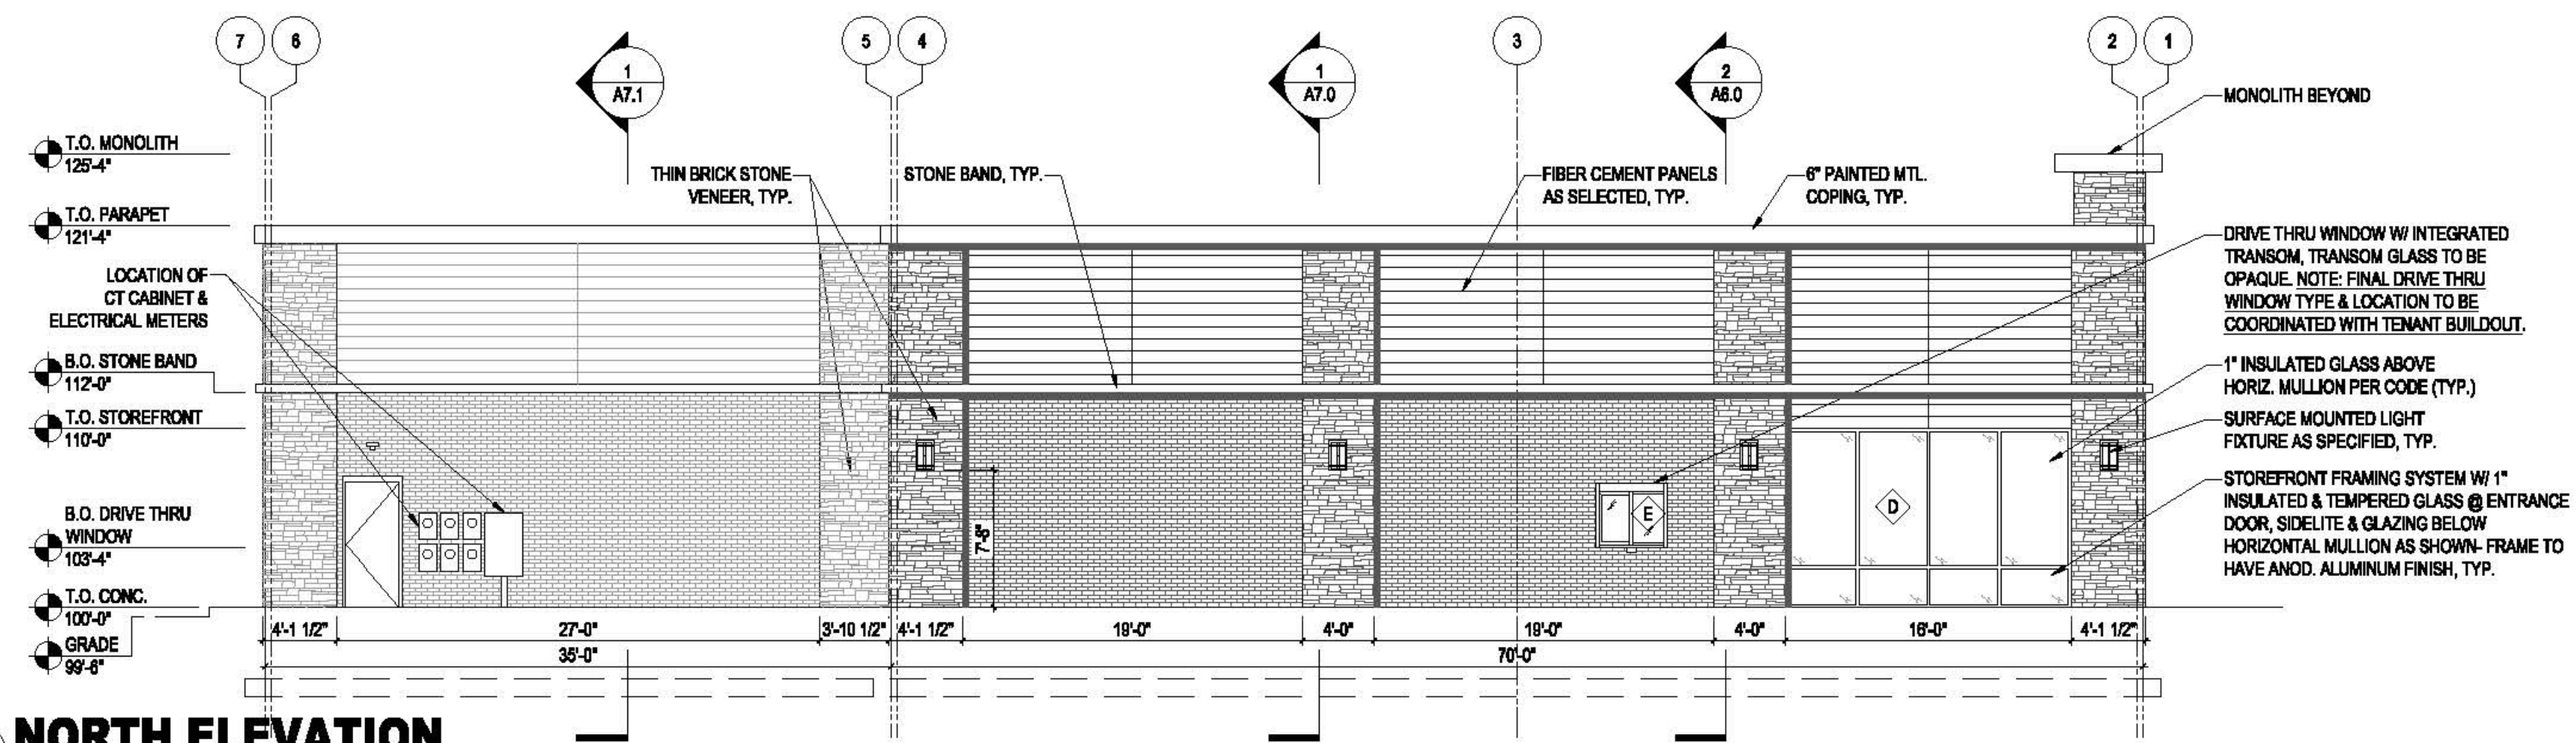 7
6
1
A7.1
5
4
1
A7.0
3
2
A6.0
2
1
MONOLITH BEYOND
T.O. MONOLITH
125'-4"
THIN BRICK STONE
VENEER, TYP.
STONE BAND, TYP.
FIBER CEMENT PANELS
AS SELECTED, TYP.
6" PAINTED MTL.
COPING, TYP.
T.O. PARAPET
121'-4"
DRIVE THRU WINDOW W/ INTEGRATED
TRANSOM, TRANSOM GLASS TO BE
OPAQUE. NOTE: FINAL DRIVE THRU
WINDOW TYPE & LOCATION TO BE
COORDINATED WITH TENANT BUILDOUT.
LOCATION OF
CT CABINET &
ELECTRICAL METERS
B.O. STONE BAND
112'-0"
1" INSULATED GLASS ABOVE
HORIZ. MULLION PER CODE (TYP.)
T.O. STOREFRONT
110'-0"
SURFACE MOUNTED LIGHT
FIXTURE AS SPECIFIED, TYP.
STOREFRONT FRAMING SYSTEM W/ 1"
INSULATED & TEMPERED GLASS @ ENTRANCE
DOOR, SIDELITE & GLAZING BELOW
HORIZONTAL MULLION AS SHOWN- FRAME TO
HAVE ANOD. ALUMINUM FINISH, TYP.
B.O. DRIVE THRU
WINDOW
103'-4"
7'-8"
E
D
T.O. CONC.
100'-0"
GRADE
99'-6"
4'-1 1/2"
27'-0"
3'-10 1/2"
4'-1 1/2"
19'-0"
4'-0"
19'-0"
4'-0"
16'-0"
4'-1 1/2"
35'-0"
70'-0"
NORTH ELEVATION